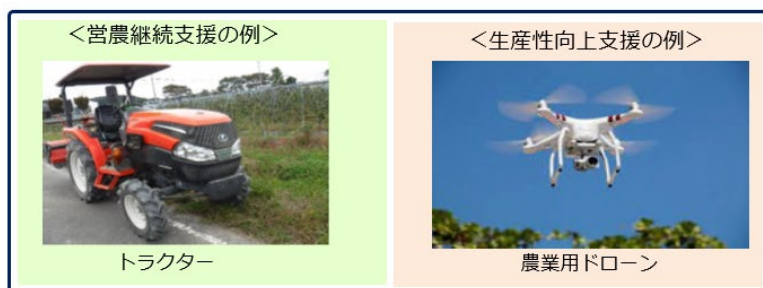 ＜営農継続支援の例＞
トラクター
＜生産性向上支援の例＞
農業用ドローン